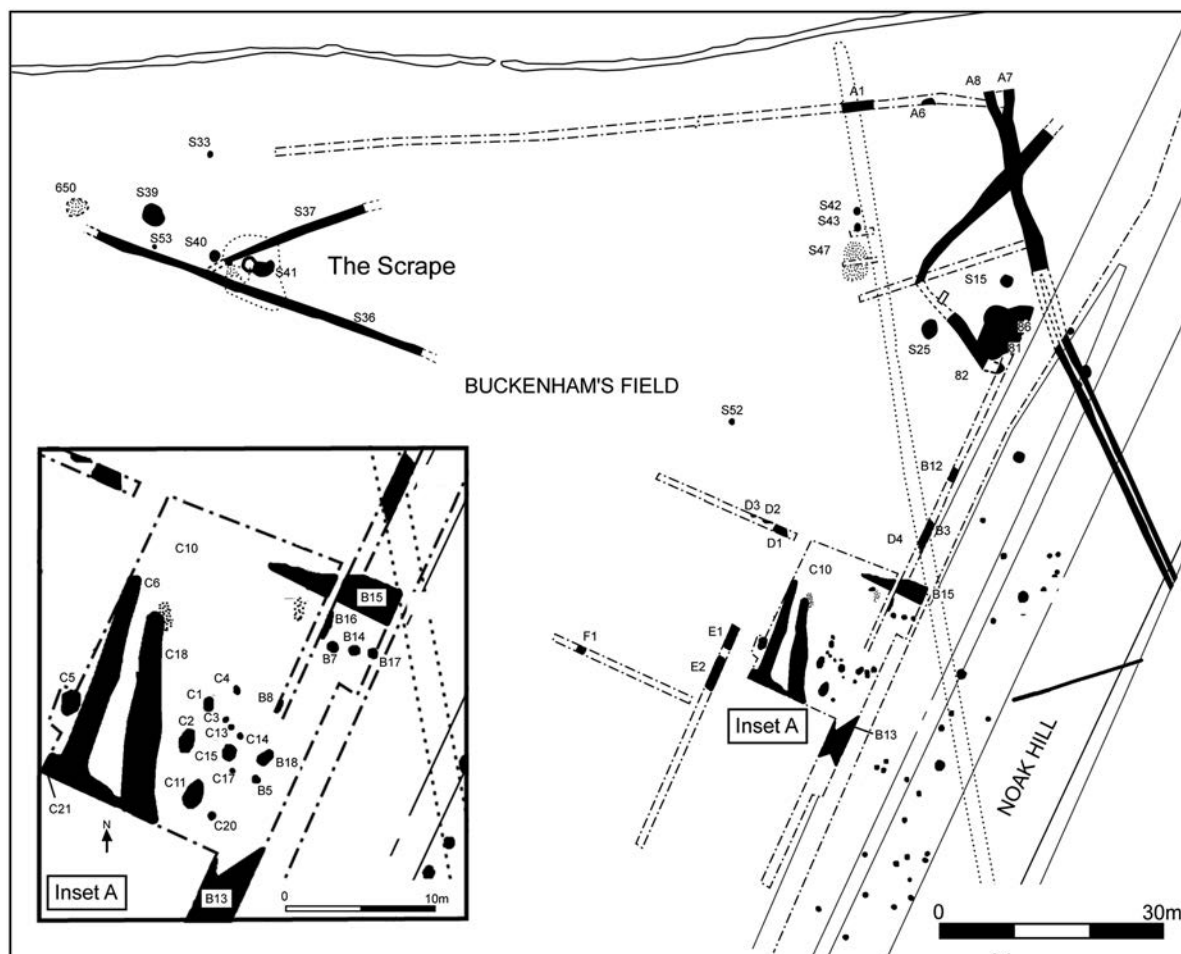 A8 A7
A1
A6
S33
650
S39
S37
S42
S43
S53
S40
S47
S41
The Scrape
S15
S36
S25
86
81
82
BUCKENHAM'S FIELD
S52
B12
D3 D2
D1
D4
B3
C10
B15
F1
E1
E2
Inset A
B13
NOAK HILL
0 30m
C10
C6
B15
B16
B7
B14
B17
C18
C5
C4
C1
B8
C3
C2
C13
C14
C15
B18
C11
C17
B5
C21
C20
N
Inset A
B13
0 10m